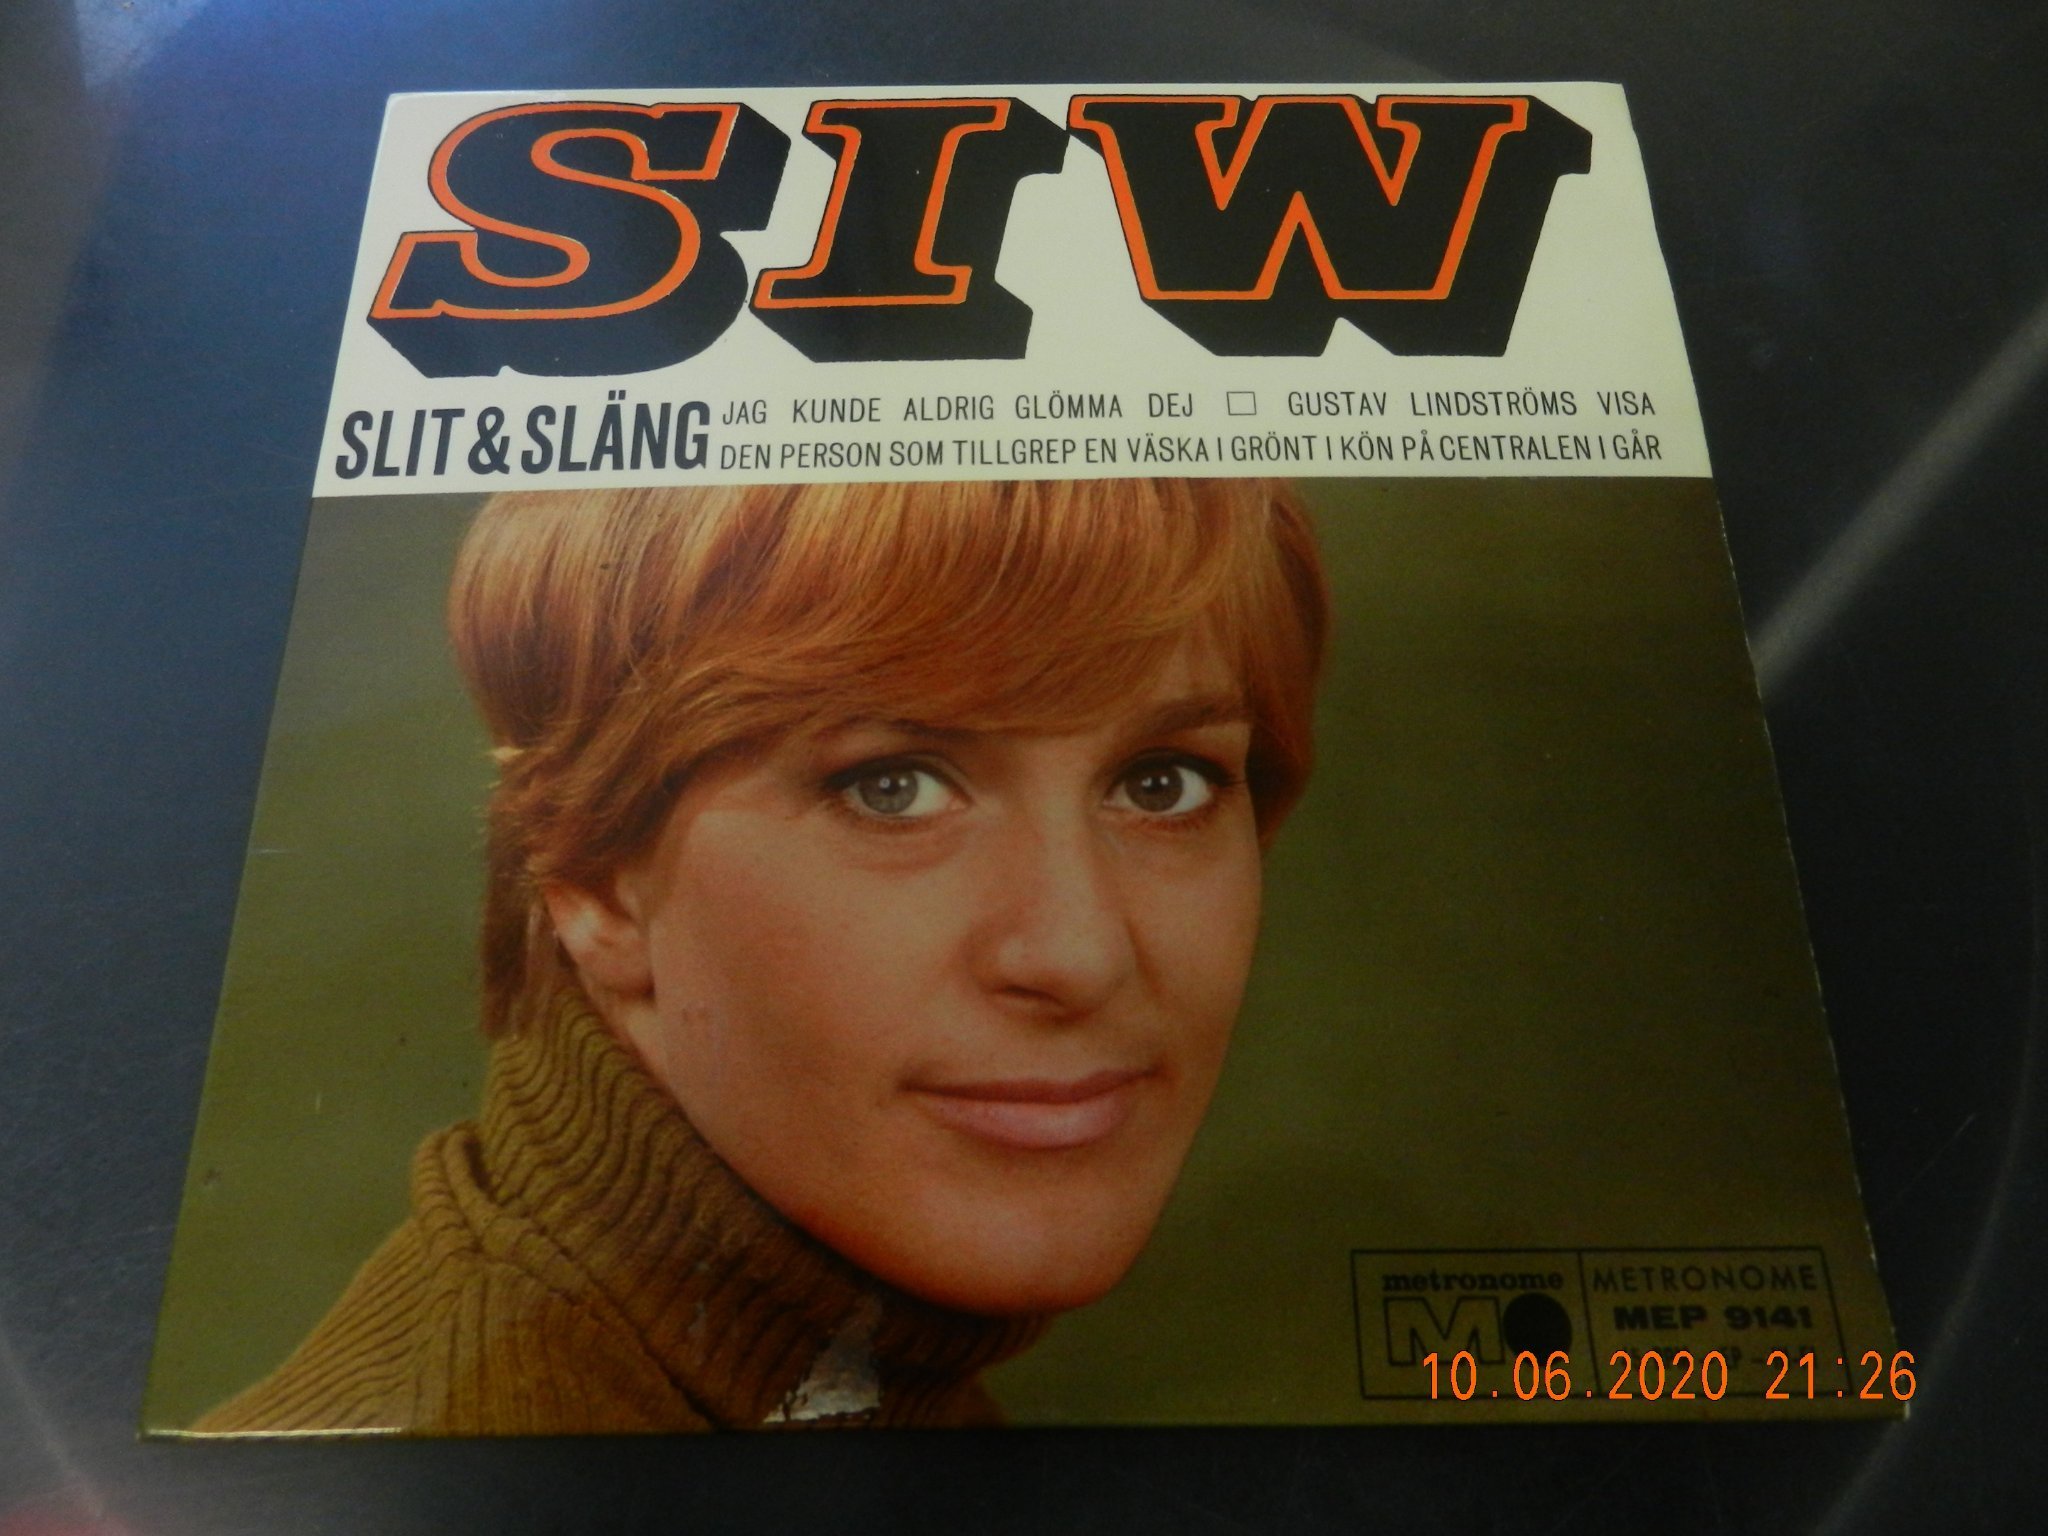 SIW
SLIT & SLÄNG
JAG KUNDE ALDRIG GLÖMMA DEJ □ GUSTAV LINDSTRÖMS VISA
DEN PERSON SOM TILLGREP EN VÄSKA I GRÖNT I KÖN PÅ CENTRALEN I GÅR
metronome
M
METRONOME
MEP 9141
10.06.2020 21:26